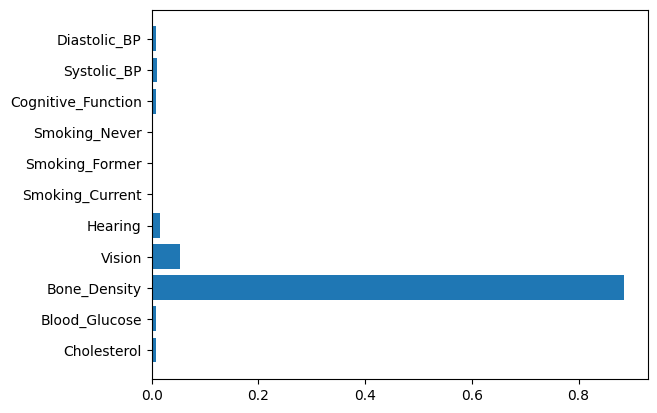 Diastolic_BP
Systolic_BP
Cognitive_Function
Smoking_Never
Smoking_Former
Smoking_Current
Hearing
Vision
Bone_Density
Blood_Glucose
Cholesterol
0.0 0.2 0.4 0.6 0.8